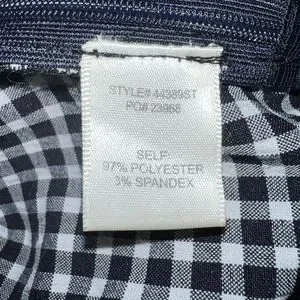 STYLE# 44389ST
PO# 23968
SELF:
97% POLYESTER
3% SPANDEX